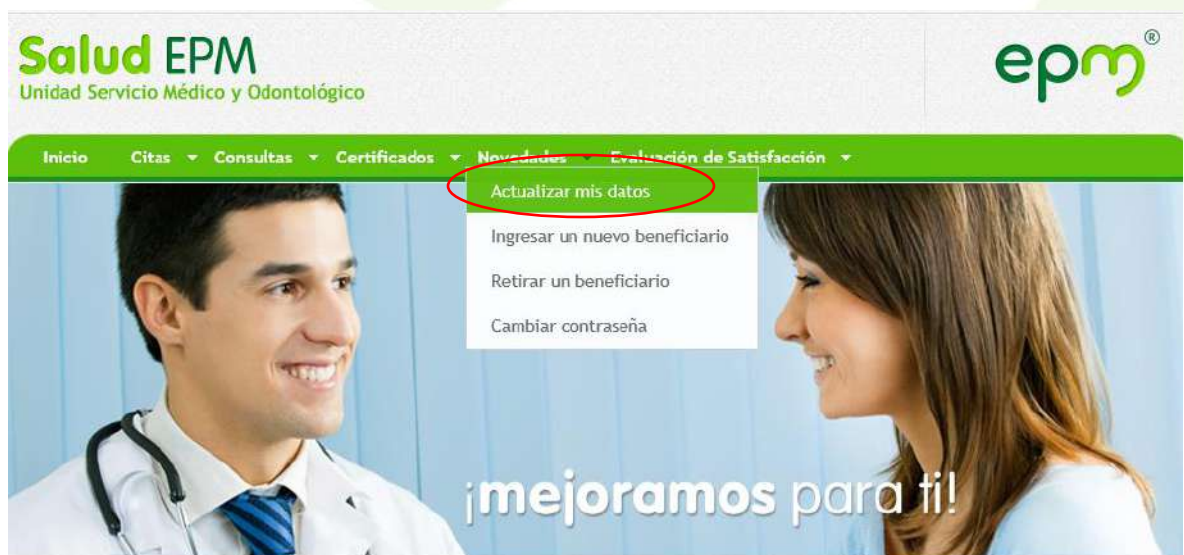 Salud EPM
Unidad Servicio Médico y Odontológico
epm®
Inicio Citas Consultas Certificados Novedades Evaluación de Satisfacción
Actualizar mis datos
Ingresar un nuevo beneficiario
Retirar un beneficiario
Cambiar contraseña
¡mejoramos para ti!